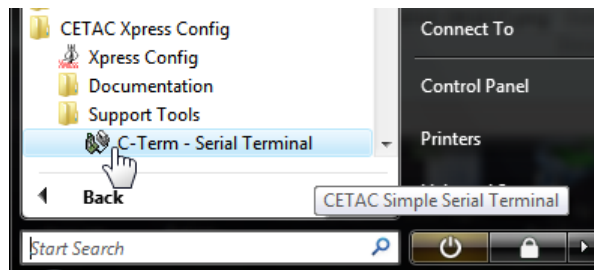 CETAC Xpress Config
Xpress Config
Documentation
Support Tools
C-Term - Serial Terminal
Back
Start Search
Connect To
Control Panel
Printers
CETAC Simple Serial Terminal